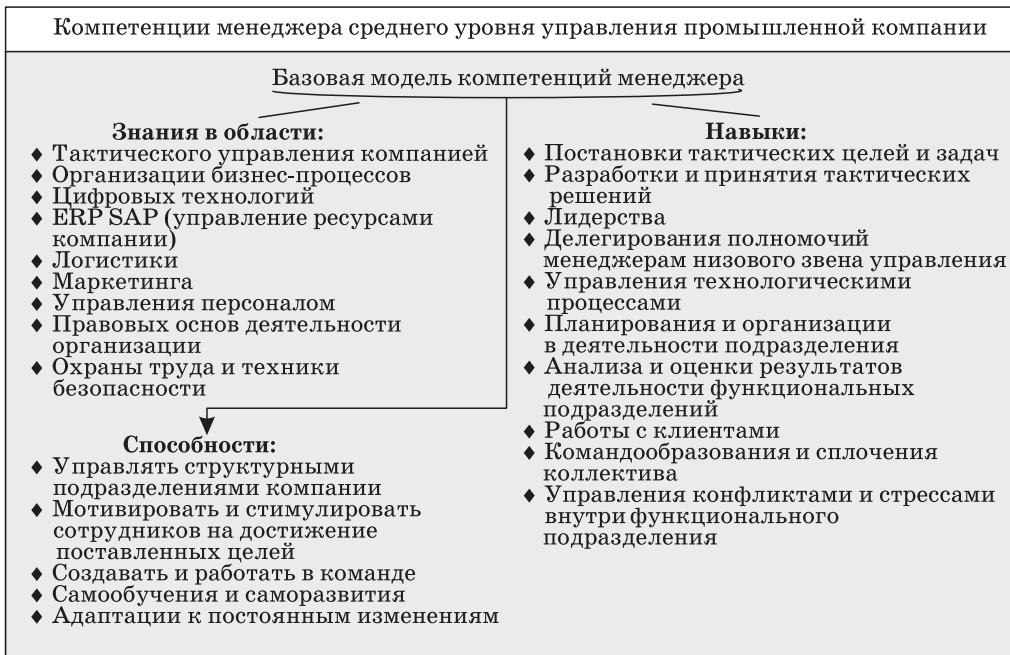 Компетенции менеджера среднего уровня управления промышленной компании
Базовая модель компетенций менеджера
Знания в области:
♦ Тактического управления компанией
♦ Организации бизнес-процессов
♦ Цифровых технологий
♦ ERP SAP (управление ресурсами
компании)
♦ Логистики
♦ Маркетинга
♦ Управления персоналом
♦ Правовых основ деятельности
организации
♦ Охраны труда и техники
безопасности
Способности:
♦ Управлять структурными
подразделениями компании
♦ Мотивировать и стимулировать
сотрудников на достижение
поставленных целей
♦ Создавать и работать в команде
♦ Самообучения и саморазвития
♦ Адаптации к постоянным изменениям
Навыки:
♦ Постановки тактических целей и задач
♦ Разработки и принятия тактических
решений
♦ Лидерства
♦ Делегирования полномочий
менеджерам низового звена управления
♦ Управления технологическими
процессами
♦ Планирования и организации
в деятельности подразделения
♦ Анализа и оценки результатов
деятельности функциональных
подразделений
♦ Работы с клиентами
♦ Командообразования и сплочения
коллектива
♦ Управления конфликтами и стрессами
внутри функционального
подразделения